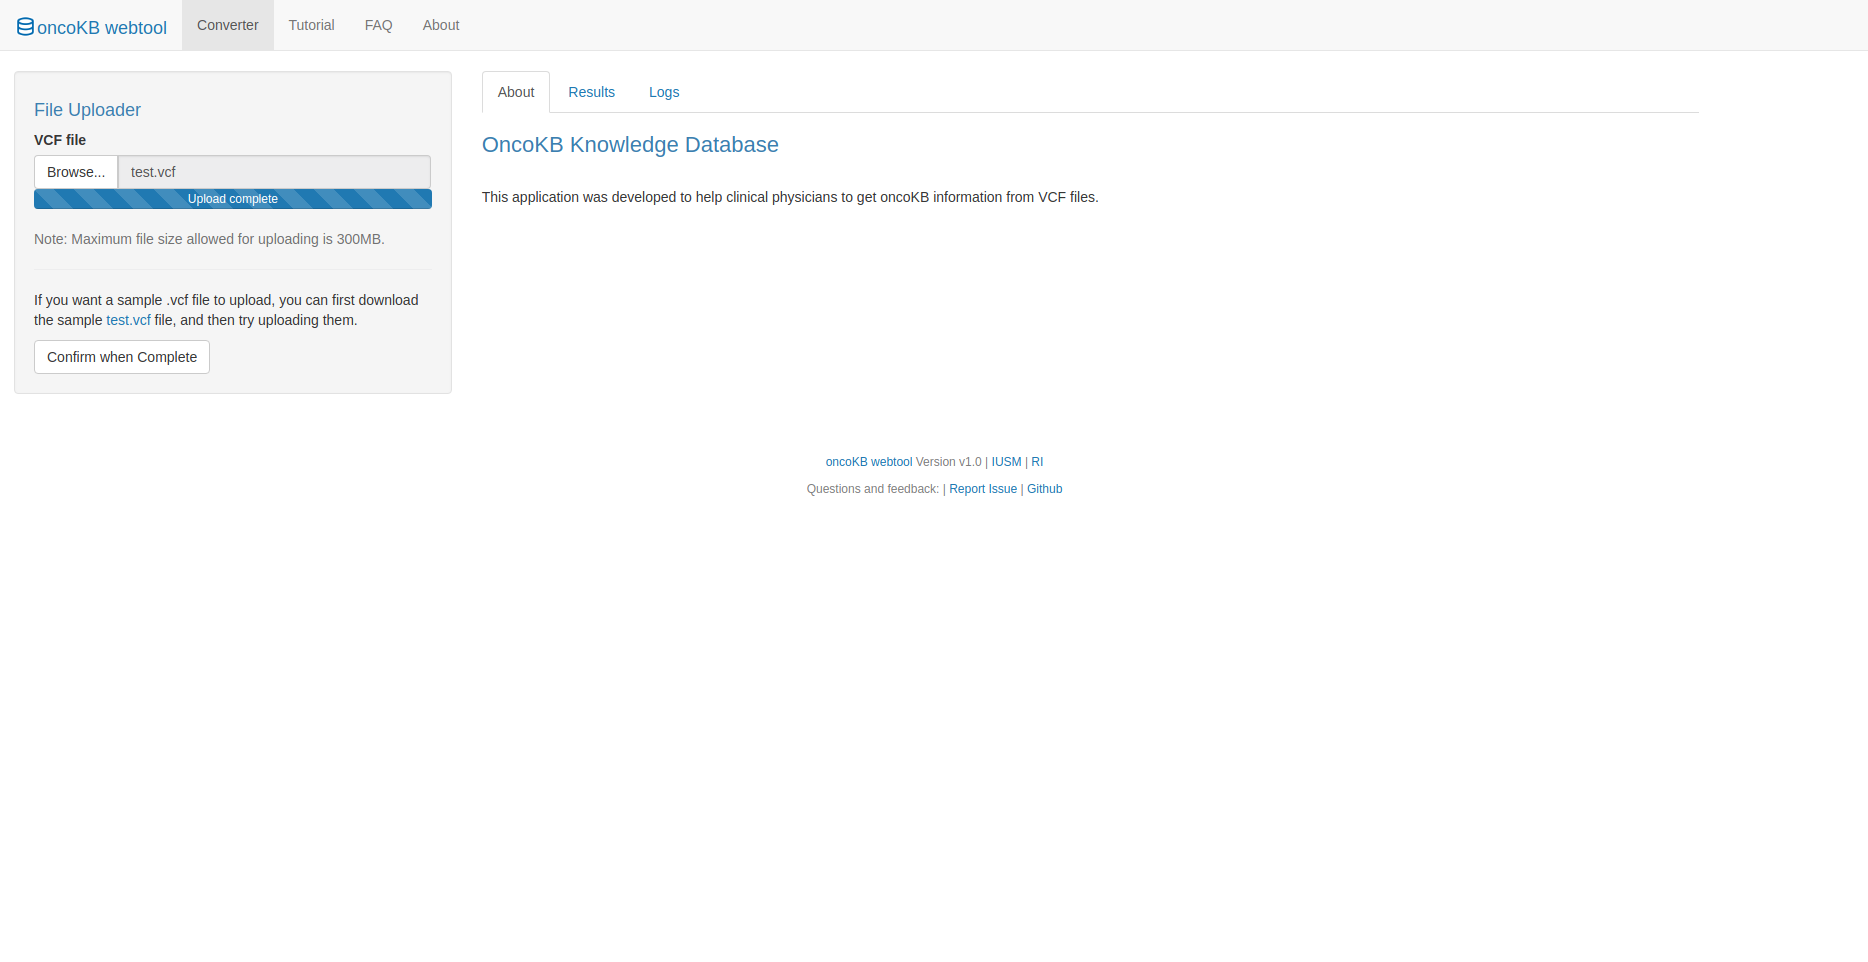 oncoKB webtool Converter Tutorial FAQ About
File Uploader
VCF file
Browse... test.vcf
Upload complete
Note: Maximum file size allowed for uploading is 300MB.
If you want a sample .vcf file to upload, you can first download
the sample test.vcf file, and then try uploading them.
Confirm when Complete
About Results Logs
OncoKB Knowledge Database
This application was developed to help clinical physicians to get oncoKB information from VCF files.
oncoKB webtool Version v1.0 | IUSM | RI
Questions and feedback: | Report Issue | Github